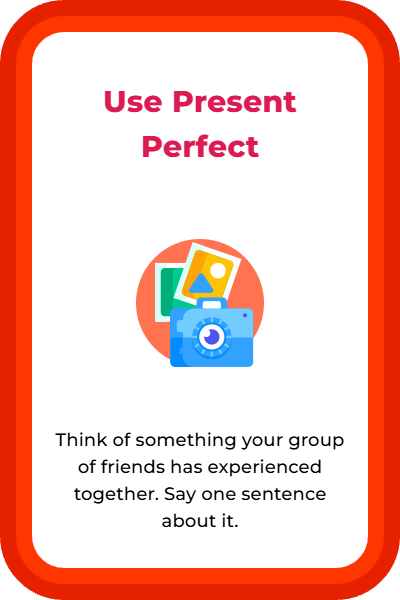 Use Present
Perfect
Think of something your group
of friends has experienced
together. Say one sentence
about it.